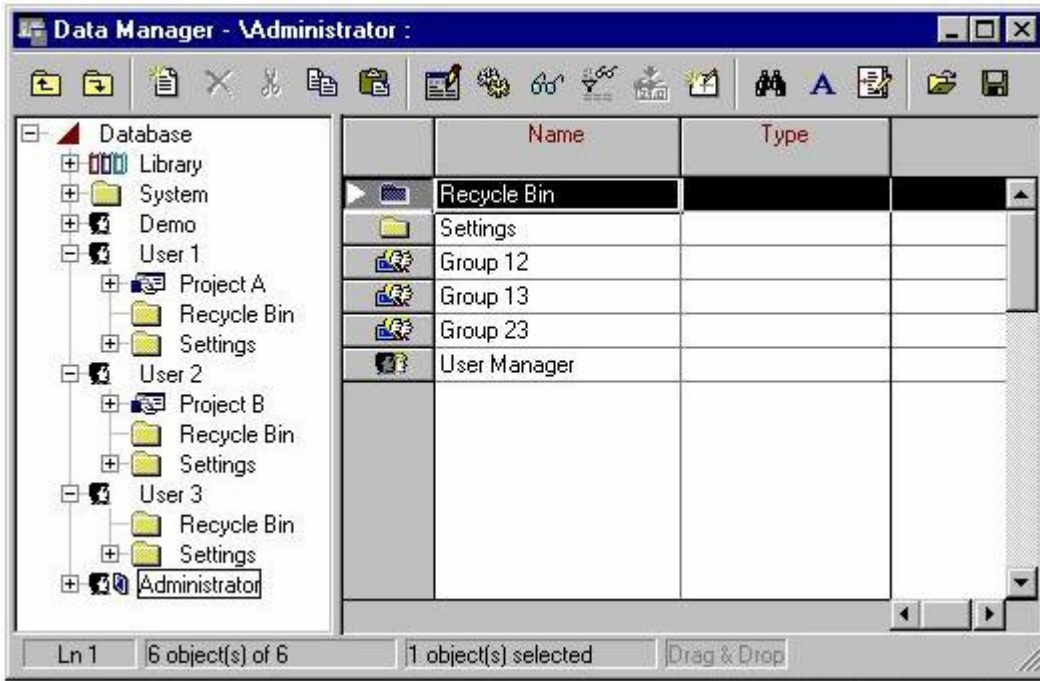 Data Manager - \Administrator :
Database
Library
System
Demo
User 1
Project A
Recycle Bin
Settings
User 2
Project B
Recycle Bin
Settings
User 3
Recycle Bin
Settings
Administrator
Name Type
Recycle Bin
Settings
Group 12
Group 13
Group 23
User Manager
Ln 1 6 object(s) of 6 1 object(s) selected Drag & Drop